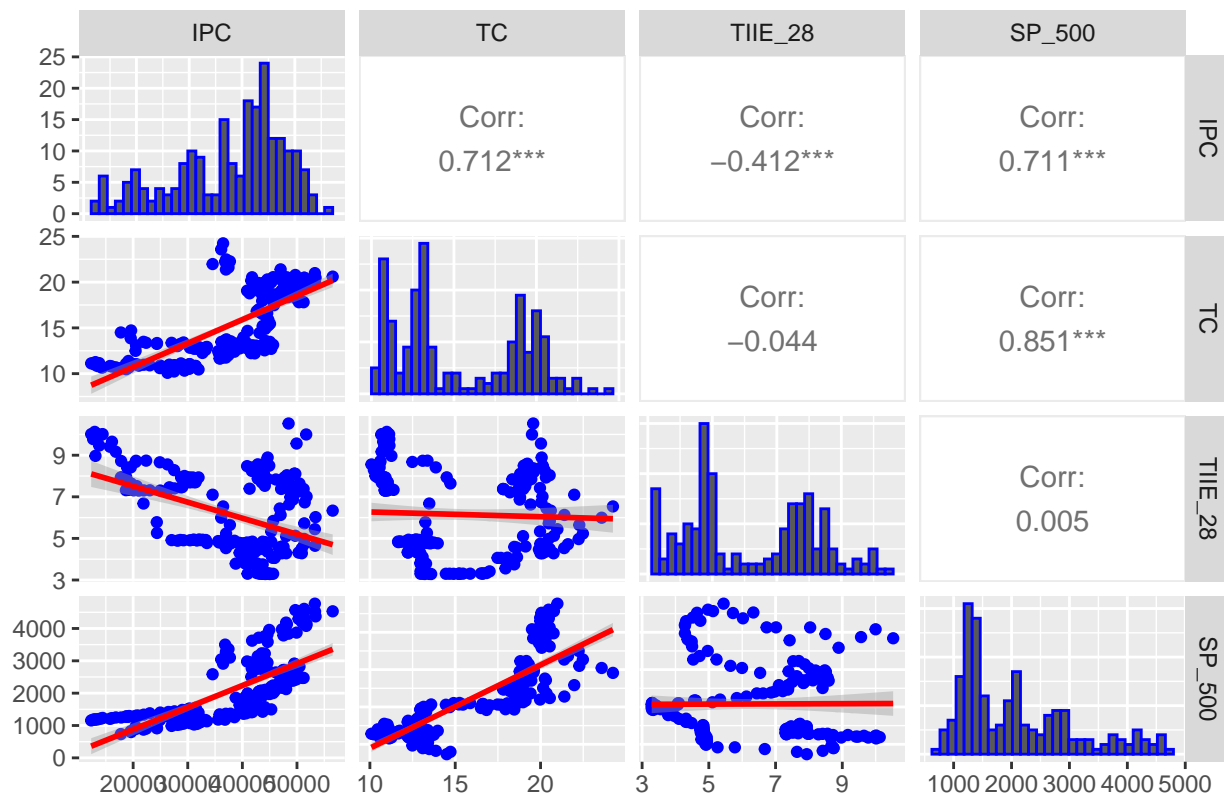 IPC
TC
TIIE_28
SP_500
25
20
15
10
5
0
Corr:
0.712***
Corr:
−0.412***
Corr:
0.711***
IPC
25
20
15
10
Corr:
−0.044
Corr:
0.851***
TC
9
7
5
3
Corr:
0.005
TIIE_28
4000
3000
2000
1000
0
SP_500
20000
30000
40000
50000
10
15
20
3
5
7
9
1000
2000
3000
4000
5000